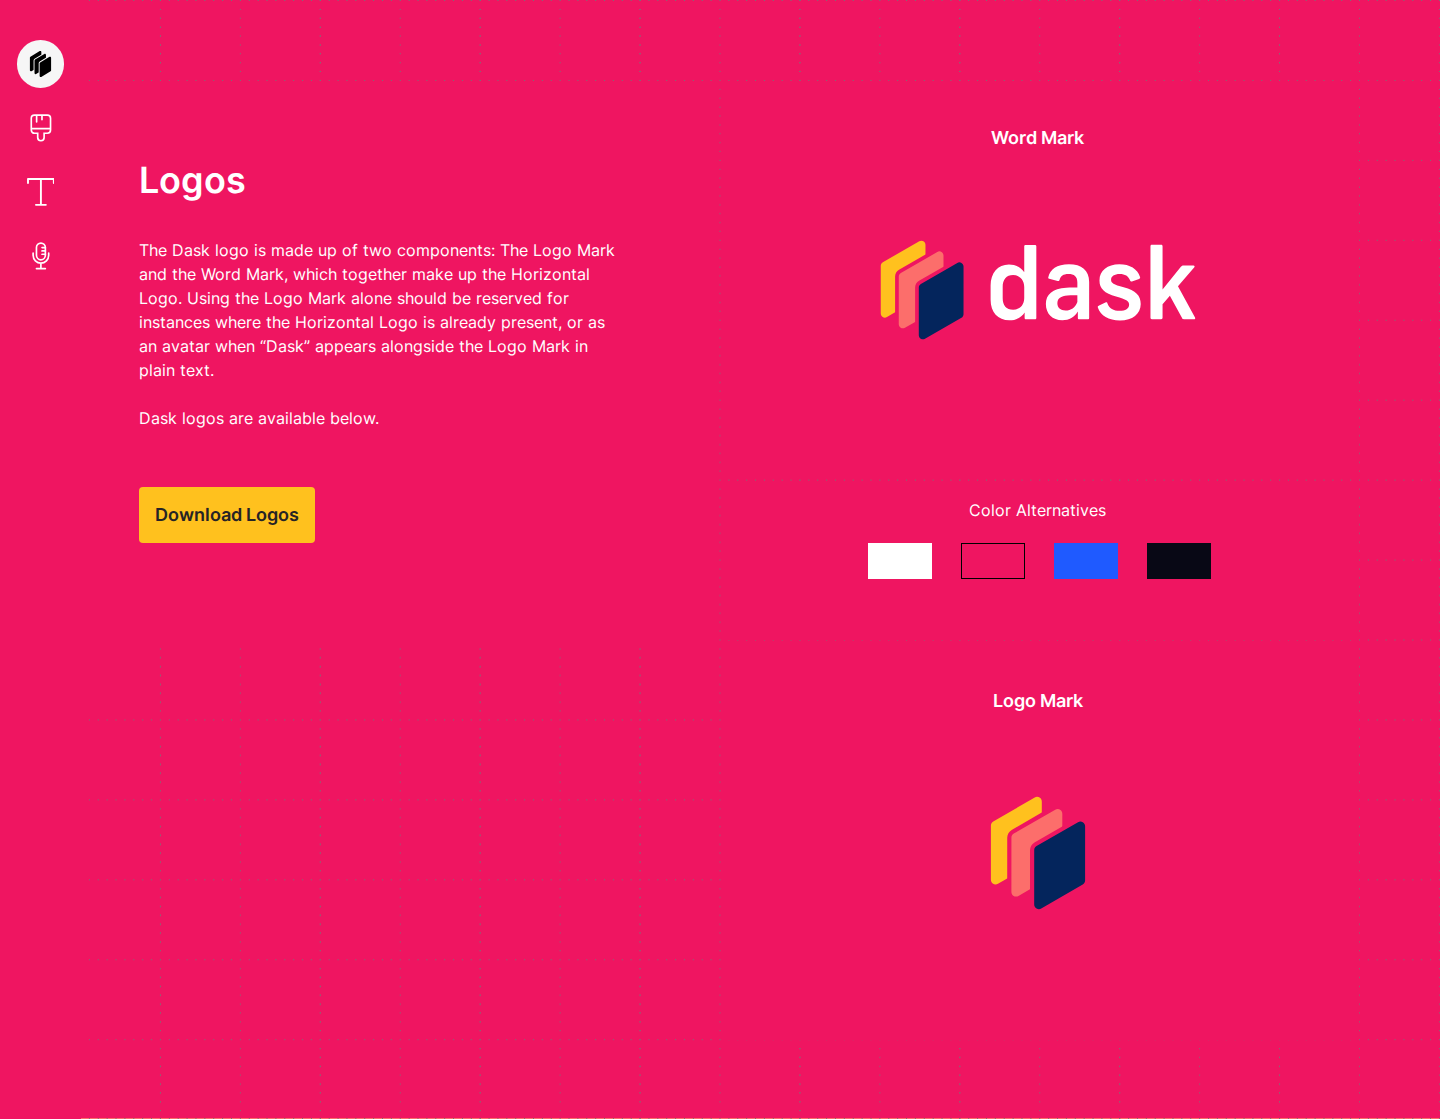 Logos
The Dask logo is made up of two components: The Logo Mark
and the Word Mark, which together make up the Horizontal
Logo. Using the Logo Mark alone should be reserved for
instances where the Horizontal Logo is already present, or as
an avatar when “Dask” appears alongside the Logo Mark in
plain text.
Dask logos are available below.
Download Logos
Word Mark
dask
Color Alternatives
Logo Mark